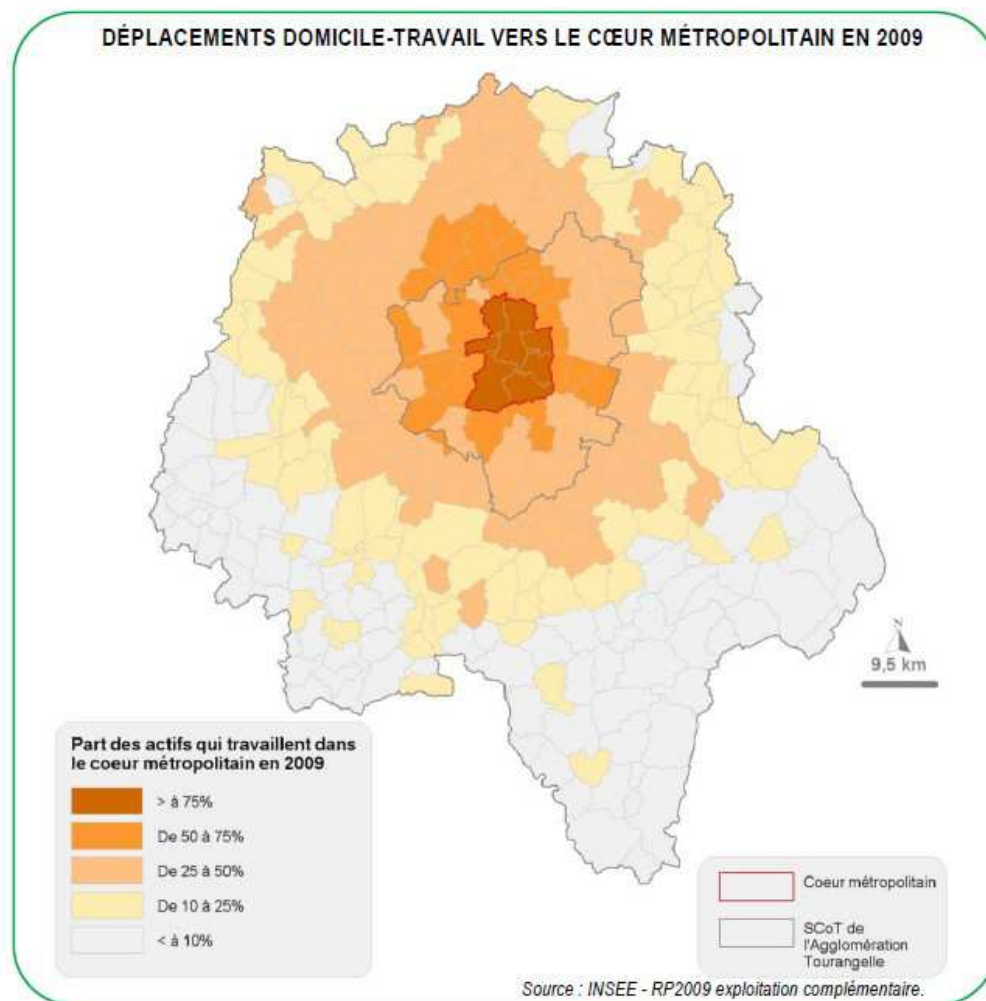 DÉPLACEMENTS DOMICILE-TRAVAIL VERS LE CŒUR MÉTROPOLITAIN EN 2009
N
9,5 km
Part des actifs qui travaillent dans
le coeur métropolitain en 2009
> à 75%
De 50 à 75%
De 25 à 50%
De 10 à 25%
< à 10%
Coeur métropolitain
SCoT de
l'Agglomération
Tourangelle
Source : INSEE - RP2009 exploitation complémentaire.